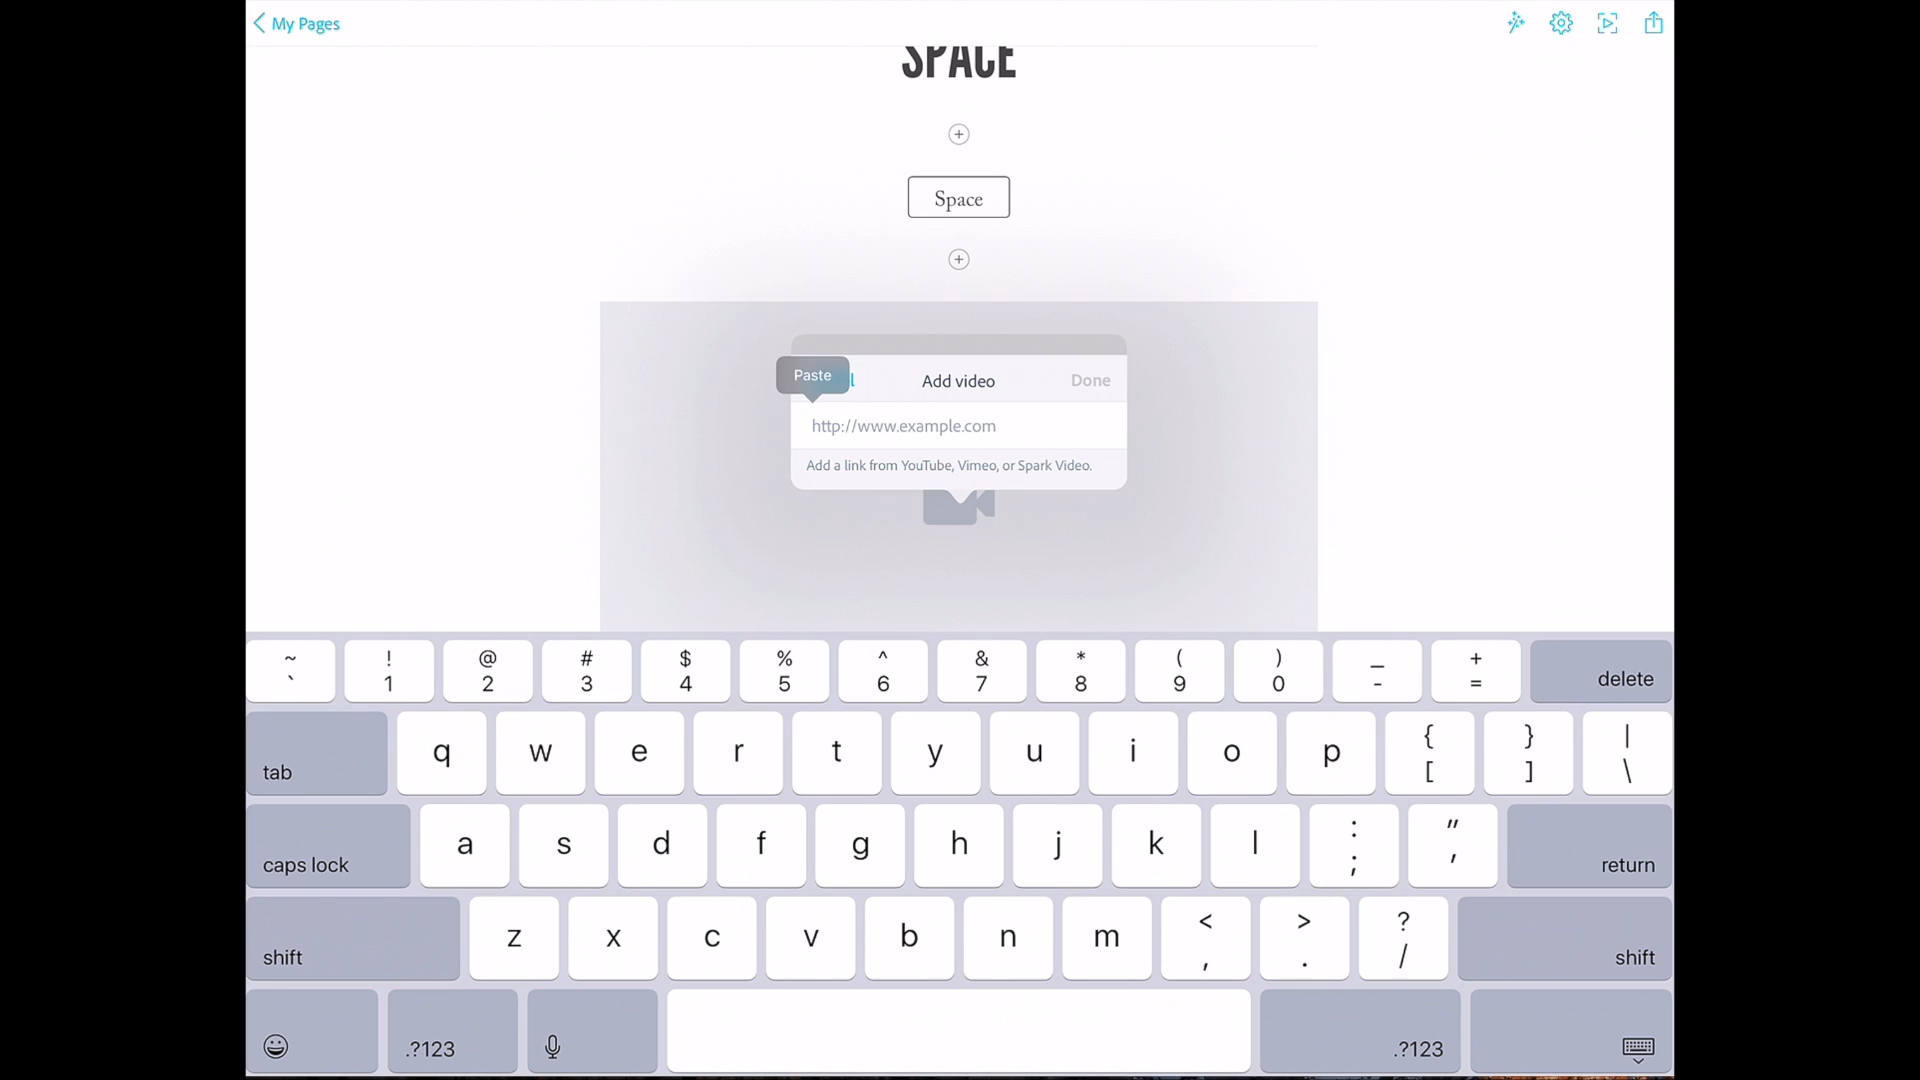 My Pages
SPACE
+
Space
+
Paste
Add video
Done
http://www.example.com
Add a link from YouTube, Vimeo, or Spark Video.
~ ! @ # $ % ^ & * ( ) _ +
` 1 2 3 4 5 6 7 8 9 0 - = delete
tab q w e r t y u i o p { [ } ] | \
caps lock a s d f g h j k l : ; " ' return
shift z x c v b n m < , > . ? / shift
.?123 .?123